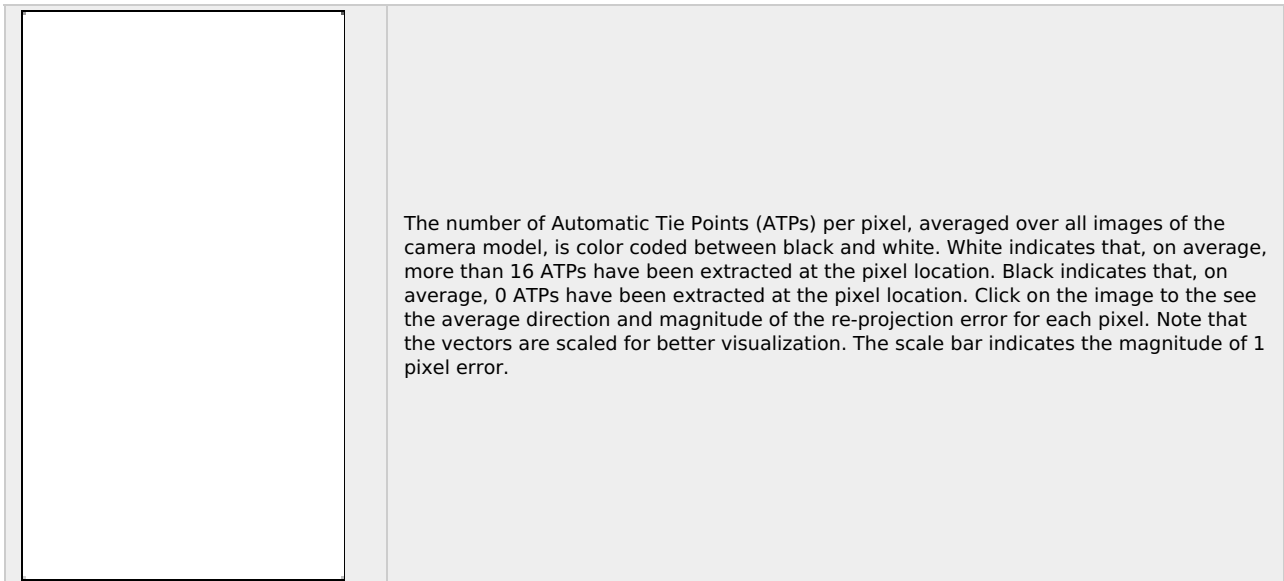 The number of Automatic Tie Points (ATPs) per pixel, averaged over all images of the
camera model, is color coded between black and white. White indicates that, on average,
more than 16 ATPs have been extracted at the pixel location. Black indicates that, on
average, 0 ATPs have been extracted at the pixel location. Click on the image to the see
the average direction and magnitude of the re-projection error for each pixel. Note that
the vectors are scaled for better visualization. The scale bar indicates the magnitude of 1
pixel error.